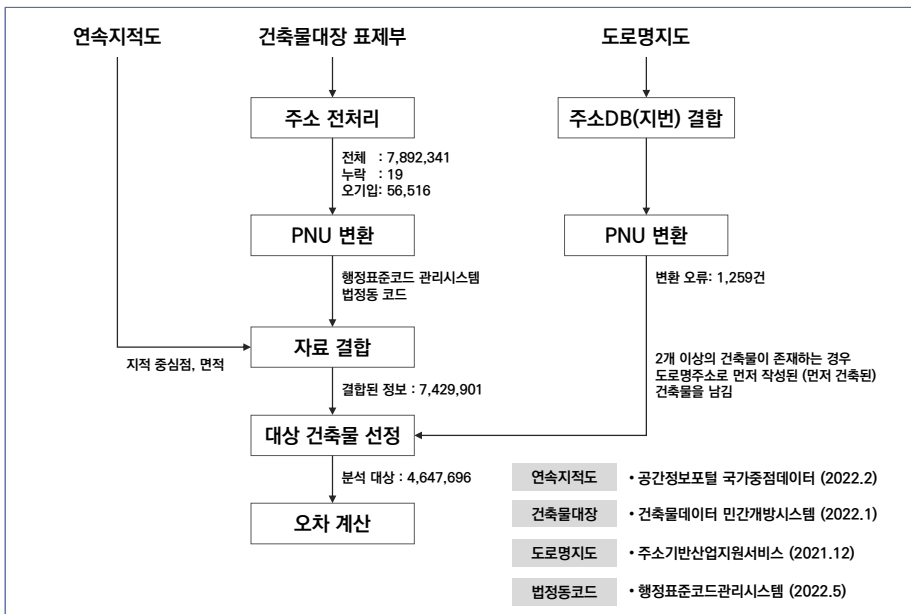 연속지적도
건축물대장 표제부
도로명지도
주소 전처리
주소DB(지번) 결합
전체 : 7,892,341
누락 : 19
오기입: 56,516
PNU 변환
PNU 변환
행정표준코드 관리시스템
법정동 코드
변환 오류: 1,259건
자료 결합
지적 중심점, 면적
2개 이상의 건축물이 존재하는 경우
도로명주소로 먼저 작성된 (먼저 건축된)
건축물을 남김
결합된 정보 : 7,429,901
대상 건축물 선정
분석 대상 : 4,647,696
오차 계산
연속지적도 • 공간정보포털 국가중점데이터 (2022.2)
건축물대장 • 건축물데이터 민간개방시스템 (2022.1)
도로명지도 • 주소기반산업지원서비스 (2021.12)
법정동코드 • 행정표준코드관리시스템 (2022.5)